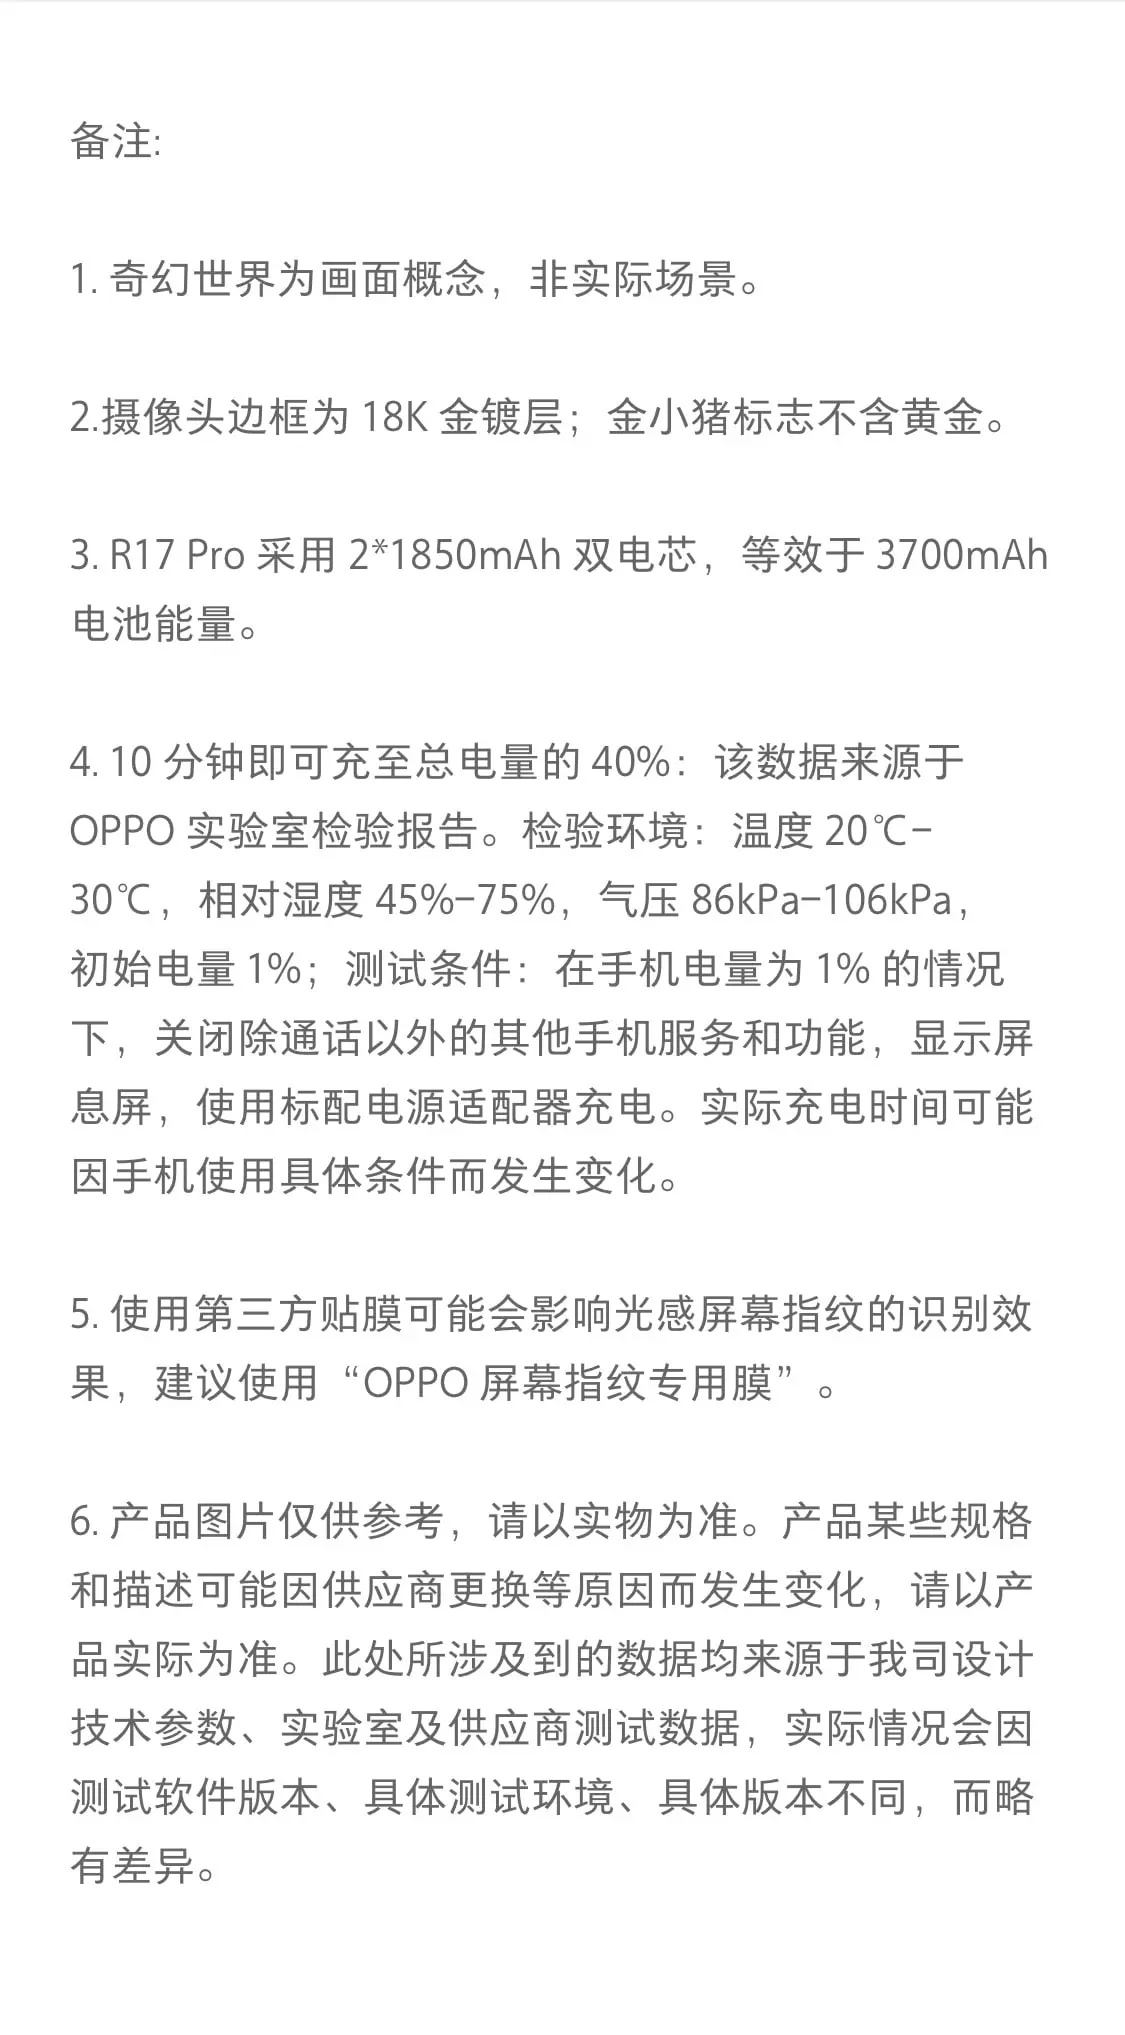 备注:
1. 奇幻世界为画面概念，非实际场景。
2.摄像头边框为 18K 金镀层；金小猪标志不含黄金。
3. R17 Pro 采用 2*1850mAh 双电芯，等效于 3700mAh
电池能量。
4. 10 分钟即可充至总电量的 40%：该数据来源于
OPPO 实验室检验报告。检验环境：温度 20℃-
30℃，相对湿度 45%-75%，气压 86kPa-106kPa，
初始电量 1%；测试条件：在手机电量为 1% 的情况
下，关闭除通话以外的其他手机服务和功能，显示屏
息屏，使用标配电源适配器充电。实际充电时间可能
因手机使用具体条件而发生变化。
5. 使用第三方贴膜可能会影响光感屏幕指纹的识别效
果，建议使用“OPPO 屏幕指纹专用膜”。
6. 产品图片仅供参考，请以实物为准。产品某些规格
和描述可能因供应商更换等原因而发生变化，请以产
品实际为准。此处所涉及到的数据均来源于我司设计
技术参数、实验室及供应商测试数据，实际情况会因
测试软件版本、具体测试环境、具体版本不同，而略
有差异。